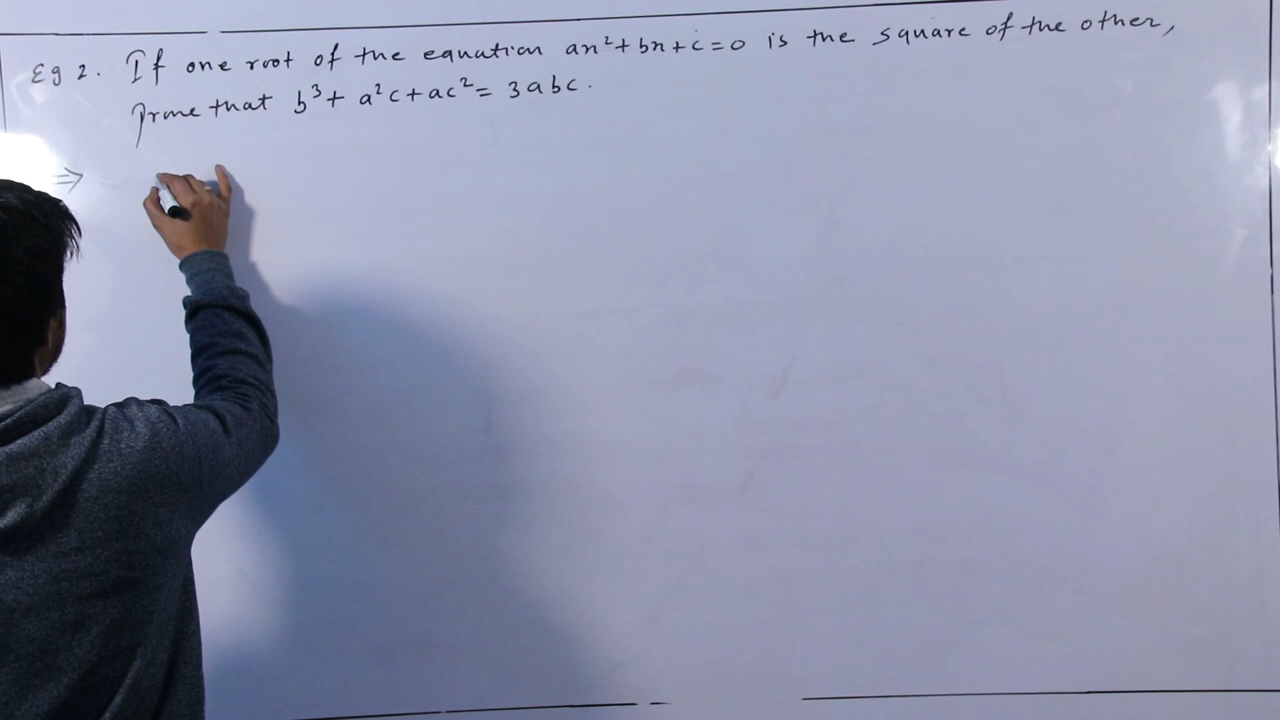 Eg 2. If one root of the equation ax²+bx+c=0 is the square of the other,
Prove that b³+ a²c+ac²= 3abc.
⇒